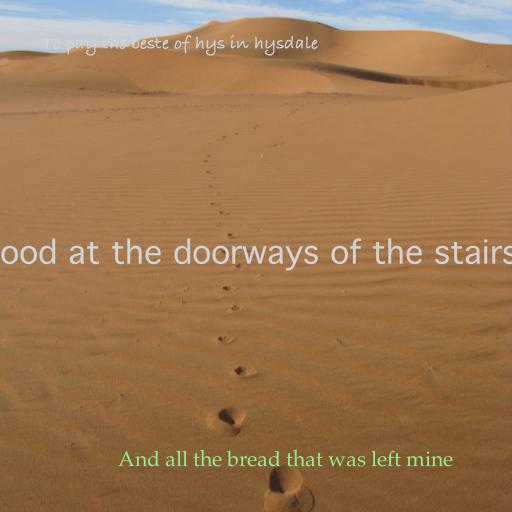 To pay the beste of hys in hysdale
ood at the doorways of the stairs
And all the bread that was left mine